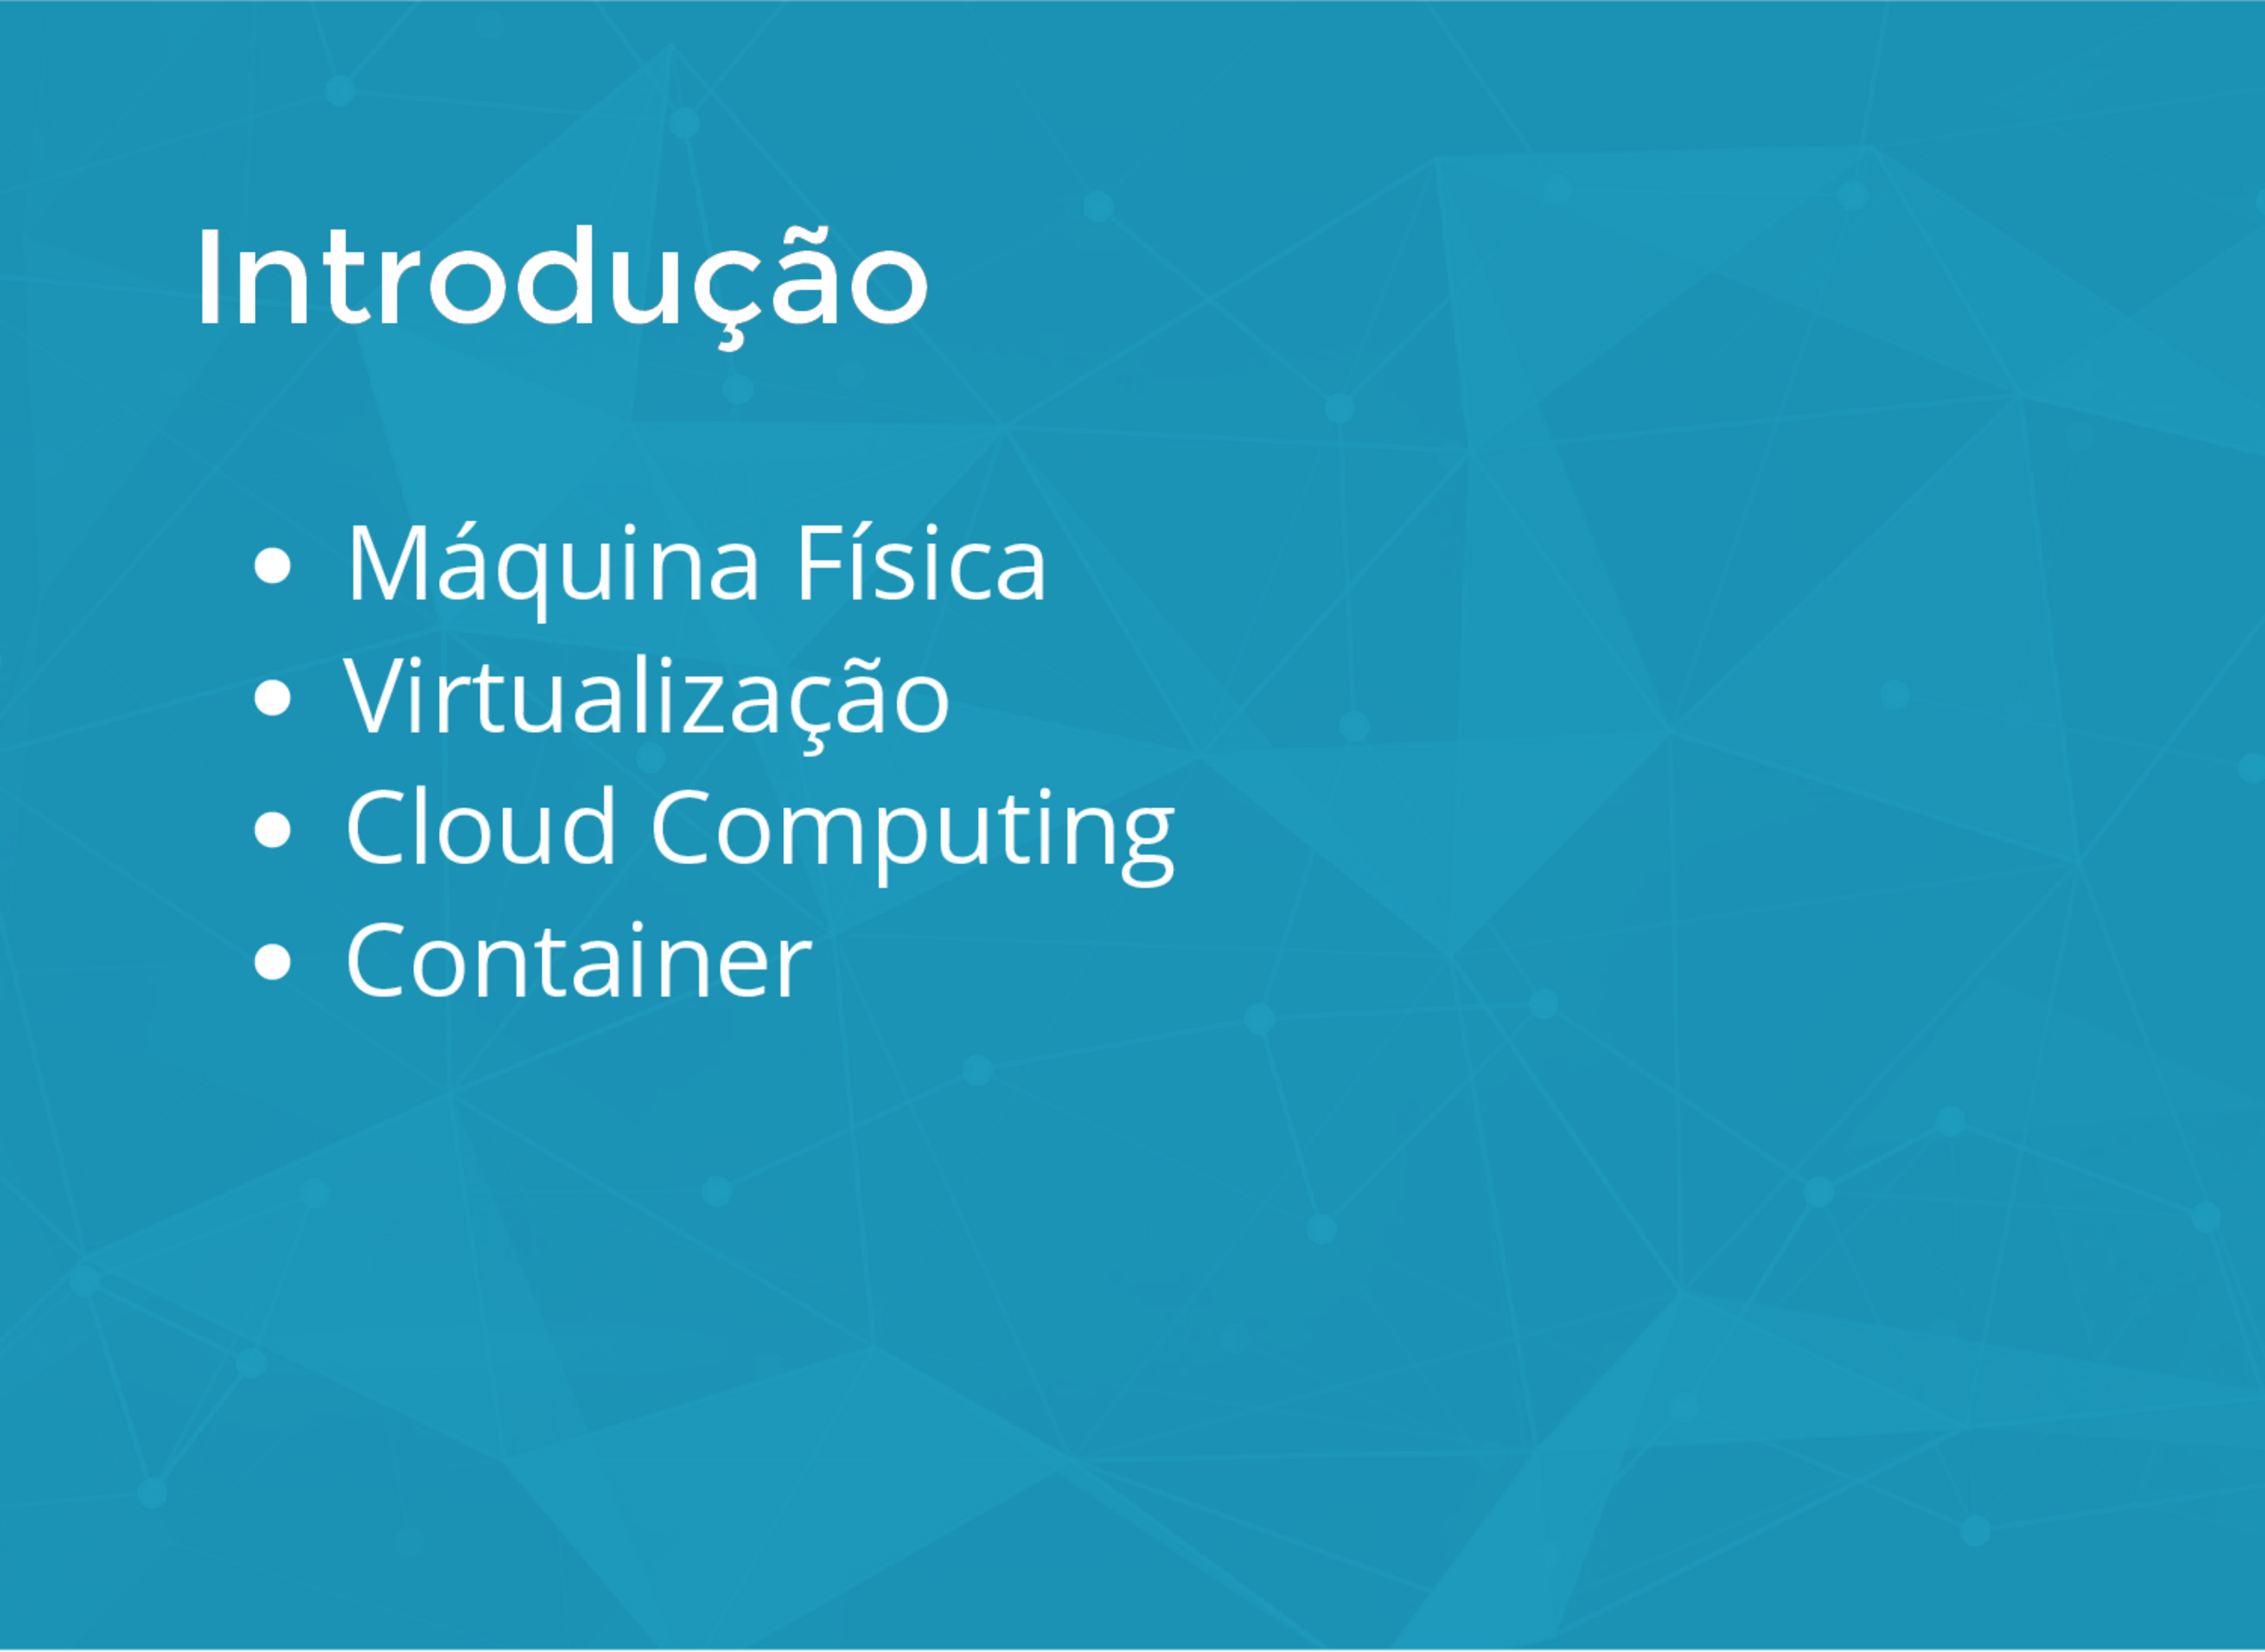 Introdução
• Máquina Física
• Virtualização
• Cloud Computing
• Container